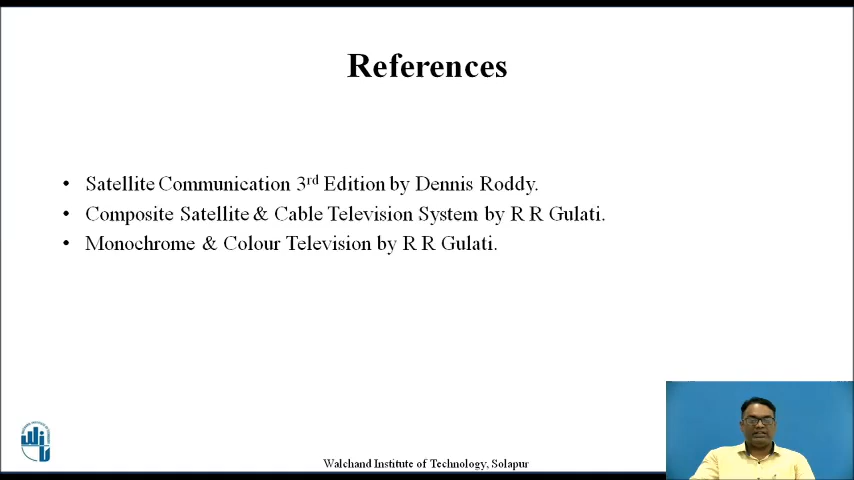 References
• Satellite Communication 3rd Edition by Dennis Roddy.
• Composite Satellite & Cable Television System by R R Gulati.
• Monochrome & Colour Television by R R Gulati.
Walchand Institute of Technology, Solapur